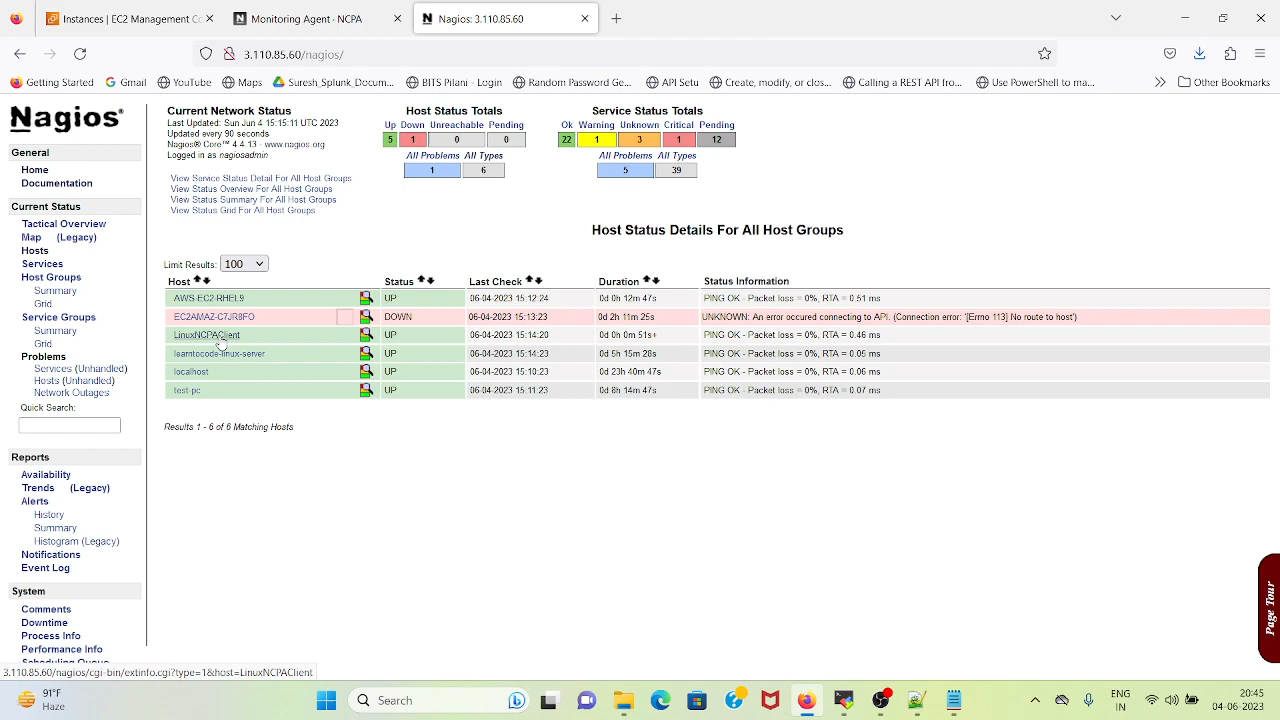 Instances | EC2 Management Co
Monitoring Agent - NCPA
Nagios: 3.110.85.60
3.110.85.60/nagios/
Getting Started
Gmail
YouTube
Maps
Suresh_Splunk_Docum...
BITS Pilani - Login
Random Password Ge...
API Setu
Create, modify, or clos...
Calling a REST API fro...
Use PowerShell to ma...
Other Bookmarks
Nagios®
General
Home
Documentation
Current Status
Tactical Overview
Map (Legacy)
Hosts
Services
Host Groups
Summary
Grid
Service Groups
Summary
Grid
Problems
Services (Unhandled)
Hosts (Unhandled)
Network Outages
Quick Search:
Reports
Availability
Trends (Legacy)
Alerts
History
Summary
Histogram (Legacy)
Notifications
Event Log
System
Comments
Downtime
Process Info
Performance Info
Scheduling Queue
Current Network Status
Last Updated: Sun Jun 4 15:15:11 UTC 2023
Updated every 90 seconds
Nagios® Core™ 4.4.13 - www.nagios.org
Logged in as nagiosadmin
View Service Status Detail For All Host Groups
View Status Overview For All Host Groups
View Status Summary For All Host Groups
View Status Grid For All Host Groups
Host Status Totals
Up Down Unreachable Pending
5 1 0 0
All Problems All Types
1 6
Service Status Totals
Ok Warning Unknown Critical Pending
22 1 3 1 12
All Problems All Types
5 39
Host Status Details For All Host Groups
Limit Results: 100
Host Status Last Check Duration Status Information
AWS-EC2-RHEL9 UP 06-04-2023 15:12:24 0d 0h 12m 47s PING OK - Packet loss = 0%, RTA = 0.51 ms
EC2AMAZ-C7JR8FO DOWN 06-04-2023 15:13:23 0d 2h 11m 25s UNKNOWN: An error occured connecting to API. (Connection error: '[Errno 113] No route to host')
LinuxNCPAClient UP 06-04-2023 15:14:20 0d 0h 0m 51s+ PING OK - Packet loss = 0%, RTA = 0.46 ms
learntocode-linux-server UP 06-04-2023 15:14:23 0d 5h 15m 28s PING OK - Packet loss = 0%, RTA = 0.05 ms
localhost UP 06-04-2023 15:10:23 0d 23h 40m 47s PING OK - Packet loss = 0%, RTA = 0.06 ms
test-pc UP 06-04-2023 15:11:23 0d 8h 14m 47s PING OK - Packet loss = 0%, RTA = 0.07 ms
Results 1 - 6 of 6 Matching Hosts
Page Tour
3.110.85.60/nagios/cgi-bin/extinfo.cgi?type=1&host=LinuxNCPAClient
91°F
Haze
Search
ENG
IN
20:45
04-06-2023